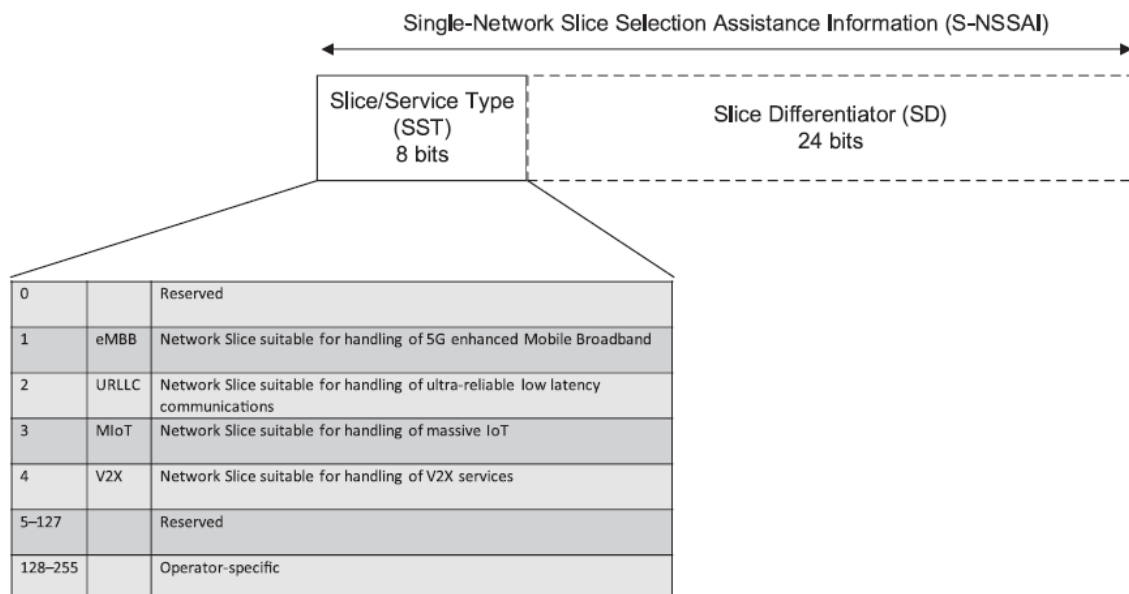 Single-Network Slice Selection Assistance Information (S-NSSAI)
Slice/Service Type
(SST)
8 bits
Slice Differentiator (SD)
24 bits
0 Reserved
1 eMBB Network Slice suitable for handling of 5G enhanced Mobile Broadband
2 URLLC Network Slice suitable for handling of ultra-reliable low latency
communications
3 MIoT Network Slice suitable for handling of massive IoT
4 V2X Network Slice suitable for handling of V2X services
5–127 Reserved
128–255 Operator-specific